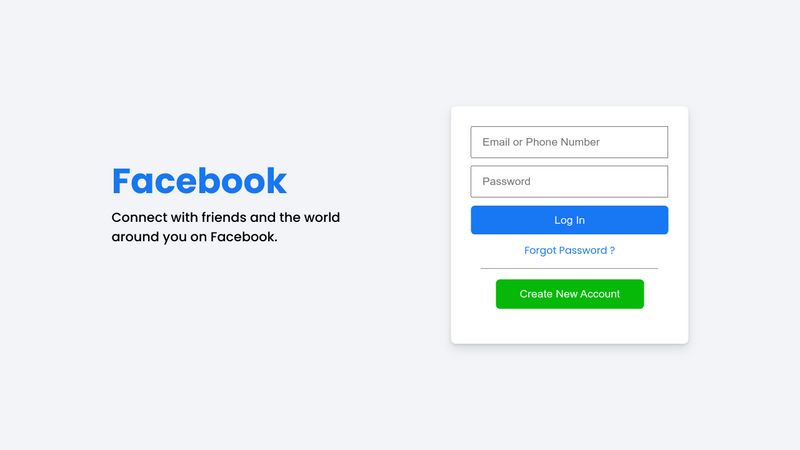 Facebook
Connect with friends and the world
around you on Facebook.
Email or Phone Number
Password
Log In
Forgot Password ?
Create New Account